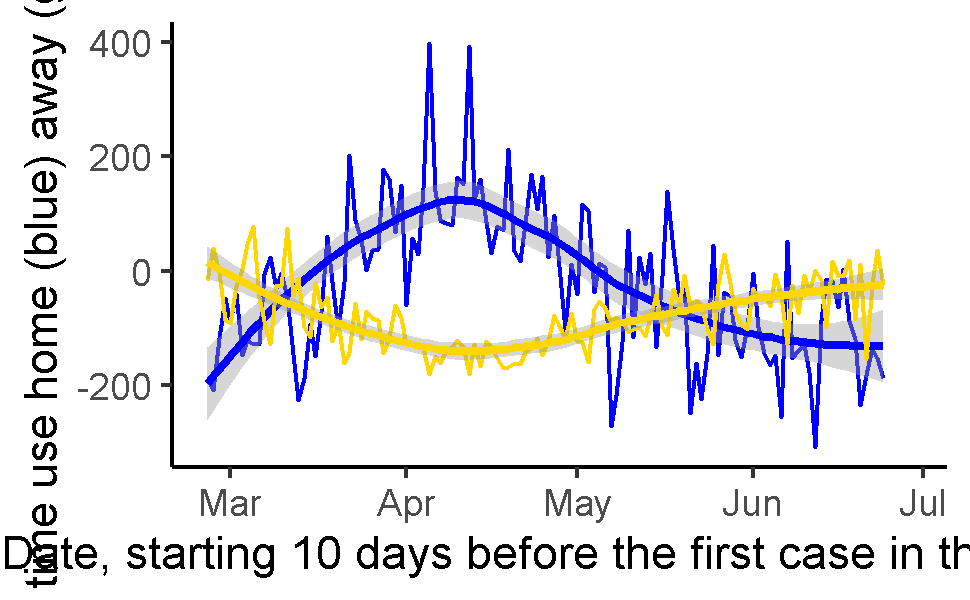 time use home (blue) away (
400
200
0
-200
Mar Apr May Jun Jul
Date, starting 10 days before the first case in th